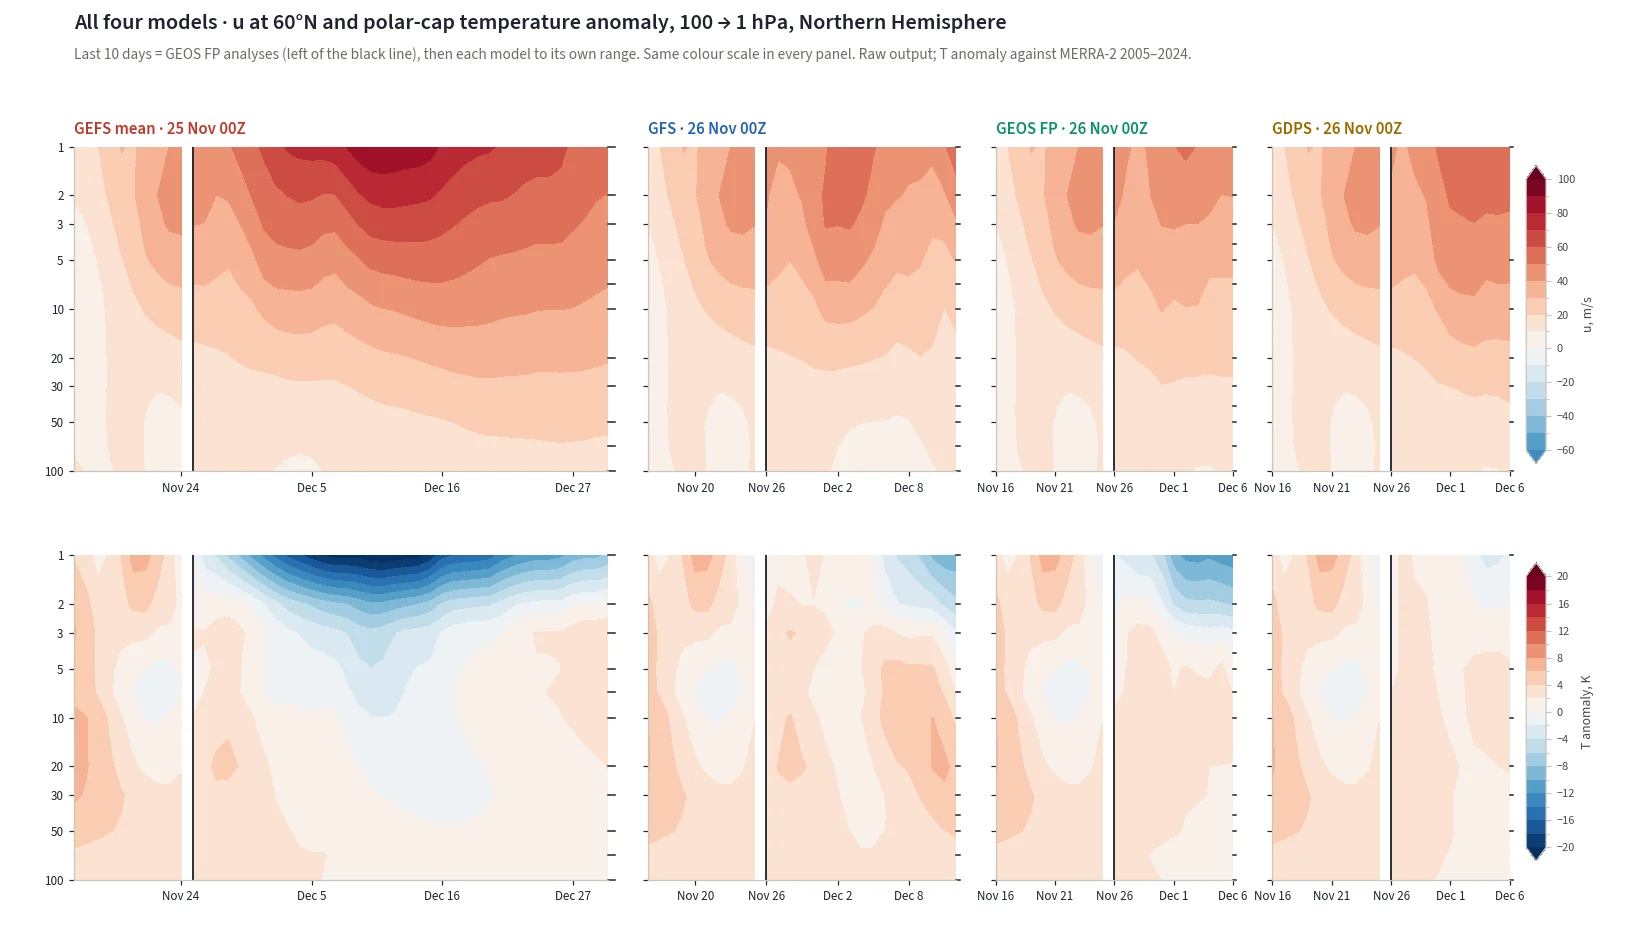 All four models · u at 60°N and polar-cap temperature anomaly, 100 → 1 hPa, Northern Hemisphere
Last 10 days = GEOS FP analyses (left of the black line), then each model to its own range. Same colour scale in every panel. Raw output; T anomaly against MERRA-2 2005–2024.
GEFS mean · 25 Nov 00Z
GFS · 26 Nov 00Z
GEOS FP · 26 Nov 00Z
GDPS · 26 Nov 00Z
1
2
3
5
10
20
30
50
100
Nov 24 Dec 5 Dec 16 Dec 27
Nov 20 Nov 26 Dec 2 Dec 8
Nov 16 Nov 21 Nov 26 Dec 1 Dec 6
Nov 16 Nov 21 Nov 26 Dec 1 Dec 6
100
80
60
40
20
0
−20
−40
−60
u, m/s
1
2
3
5
10
20
30
50
100
Nov 24 Dec 5 Dec 16 Dec 27
Nov 20 Nov 26 Dec 2 Dec 8
Nov 16 Nov 21 Nov 26 Dec 1 Dec 6
Nov 16 Nov 21 Nov 26 Dec 1 Dec 6
20
16
12
8
4
0
−4
−8
−12
−16
−20
T anomaly, K